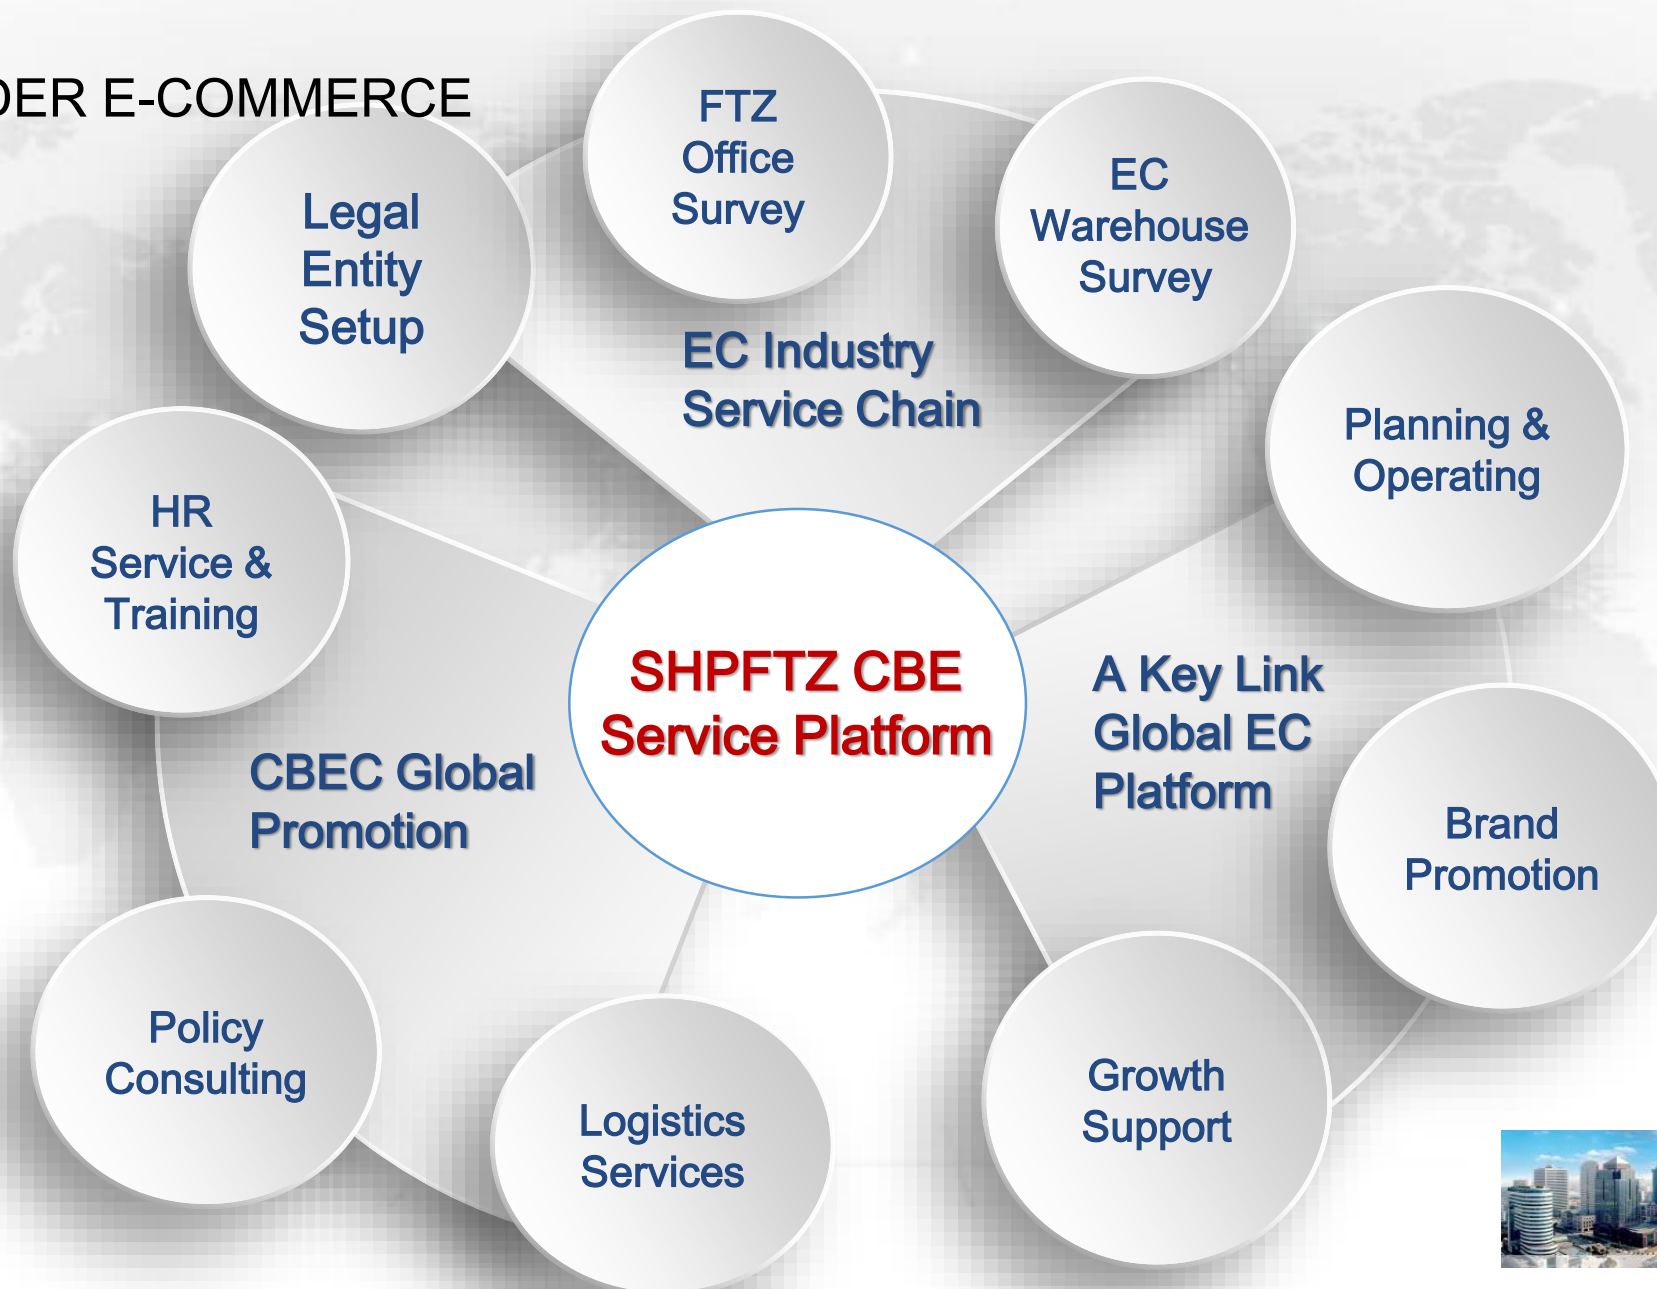 DER E-COMMERCE
FTZ
Office
Survey
EC
Warehouse
Survey
Legal
Entity
Setup
EC Industry
Service Chain
Planning &
Operating
HR
Service &
Training
SHPFTZ CBE
Service Platform
A Key Link
Global EC
Platform
CBEC Global
Promotion
Brand
Promotion
Policy
Consulting
Logistics
Services
Growth
Support